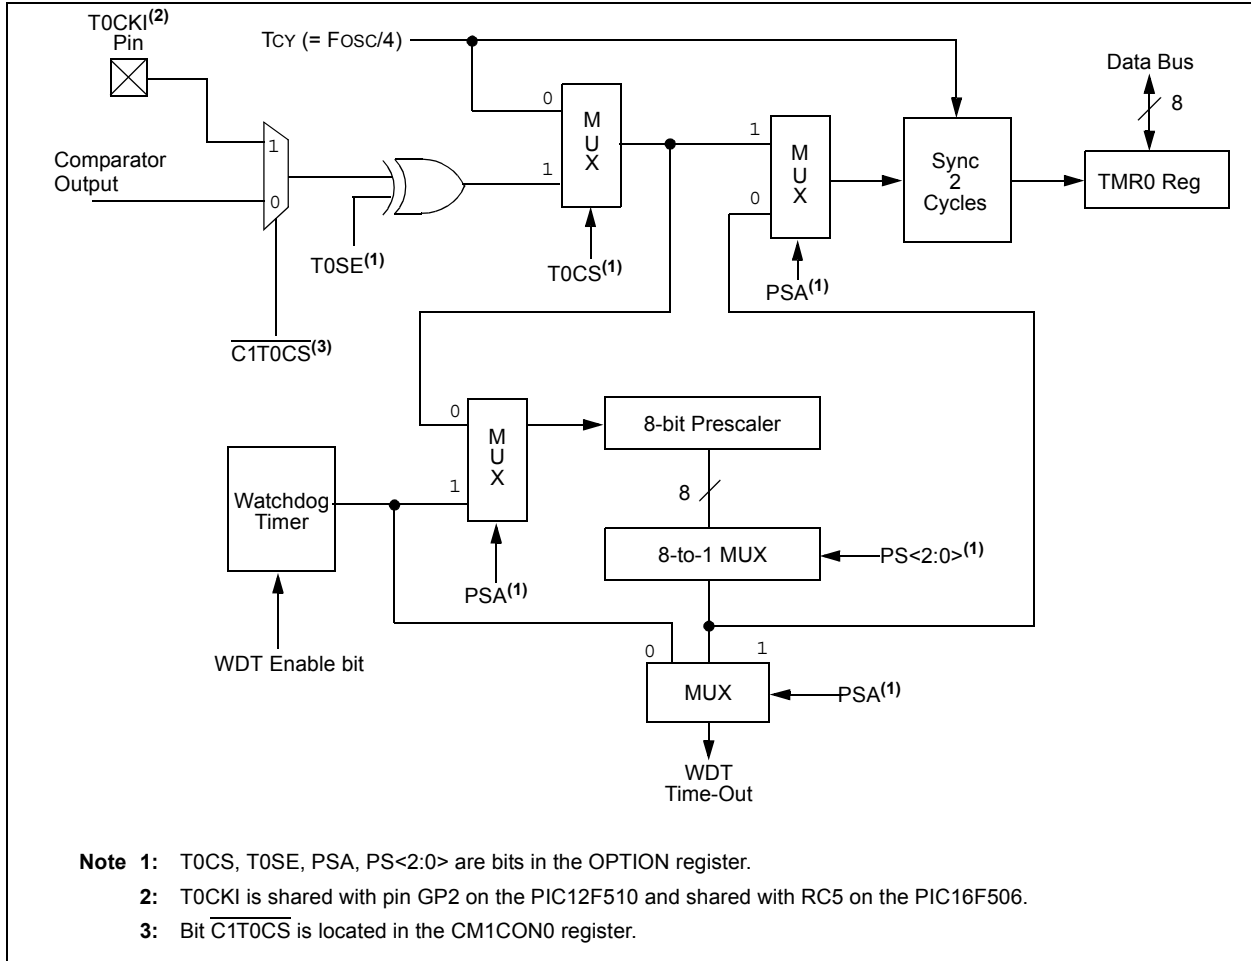 T0CKI(2)
Pin
TCY (= FOSC/4)
Data Bus
8
0
MUX
1
T0CS(1)
1
MUX
0
PSA(1)
Sync
2
Cycles
TMR0 Reg
Comparator
Output
1
0
T0SE(1)
C1T0CS(3)
0
MUX
1
PSA(1)
8-bit Prescaler
8
Watchdog
Timer
8-to-1 MUX
PS<2:0>(1)
WDT Enable bit
0
1
MUX
PSA(1)
WDT
Time-Out
Note 1: T0CS, T0SE, PSA, PS<2:0> are bits in the OPTION register.
2: T0CKI is shared with pin GP2 on the PIC12F510 and shared with RC5 on the PIC16F506.
3: Bit C1T0CS is located in the CM1CON0 register.